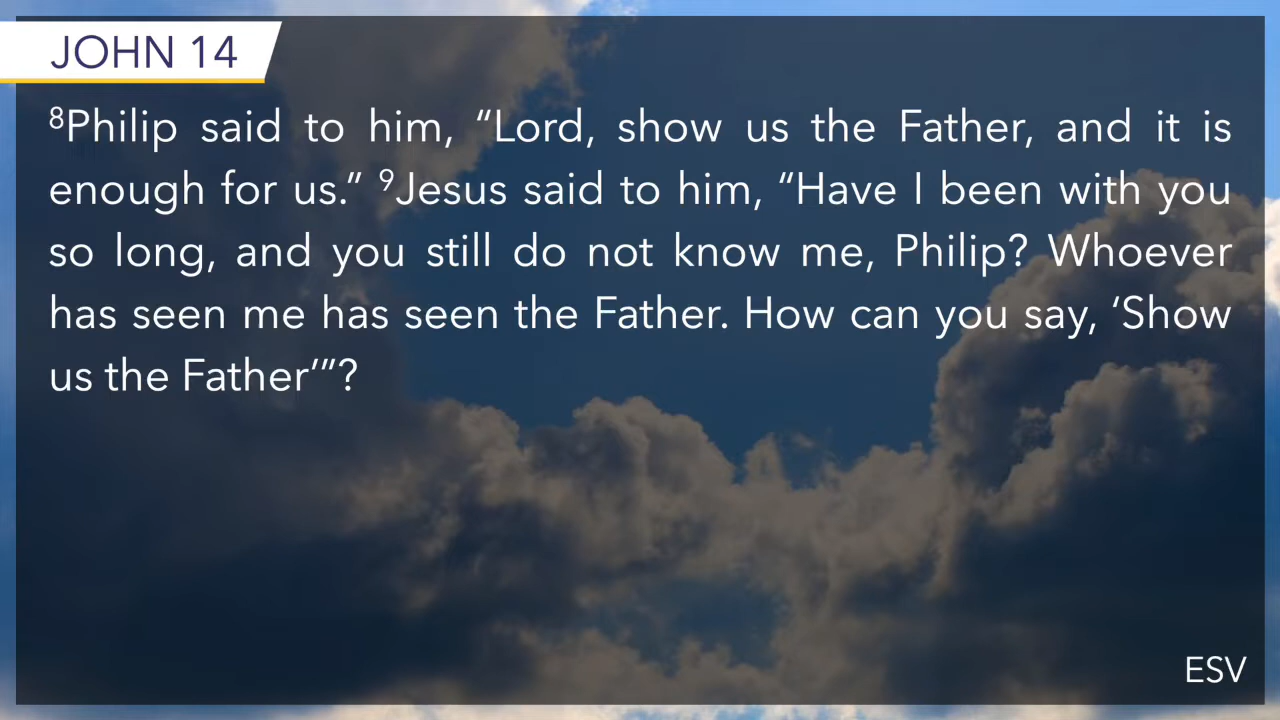 JOHN 14
⁸Philip said to him, “Lord, show us the Father, and it is
enough for us.” ⁹Jesus said to him, “Have I been with you
so long, and you still do not know me, Philip? Whoever
has seen me has seen the Father. How can you say, ‘Show
us the Father’”?
ESV